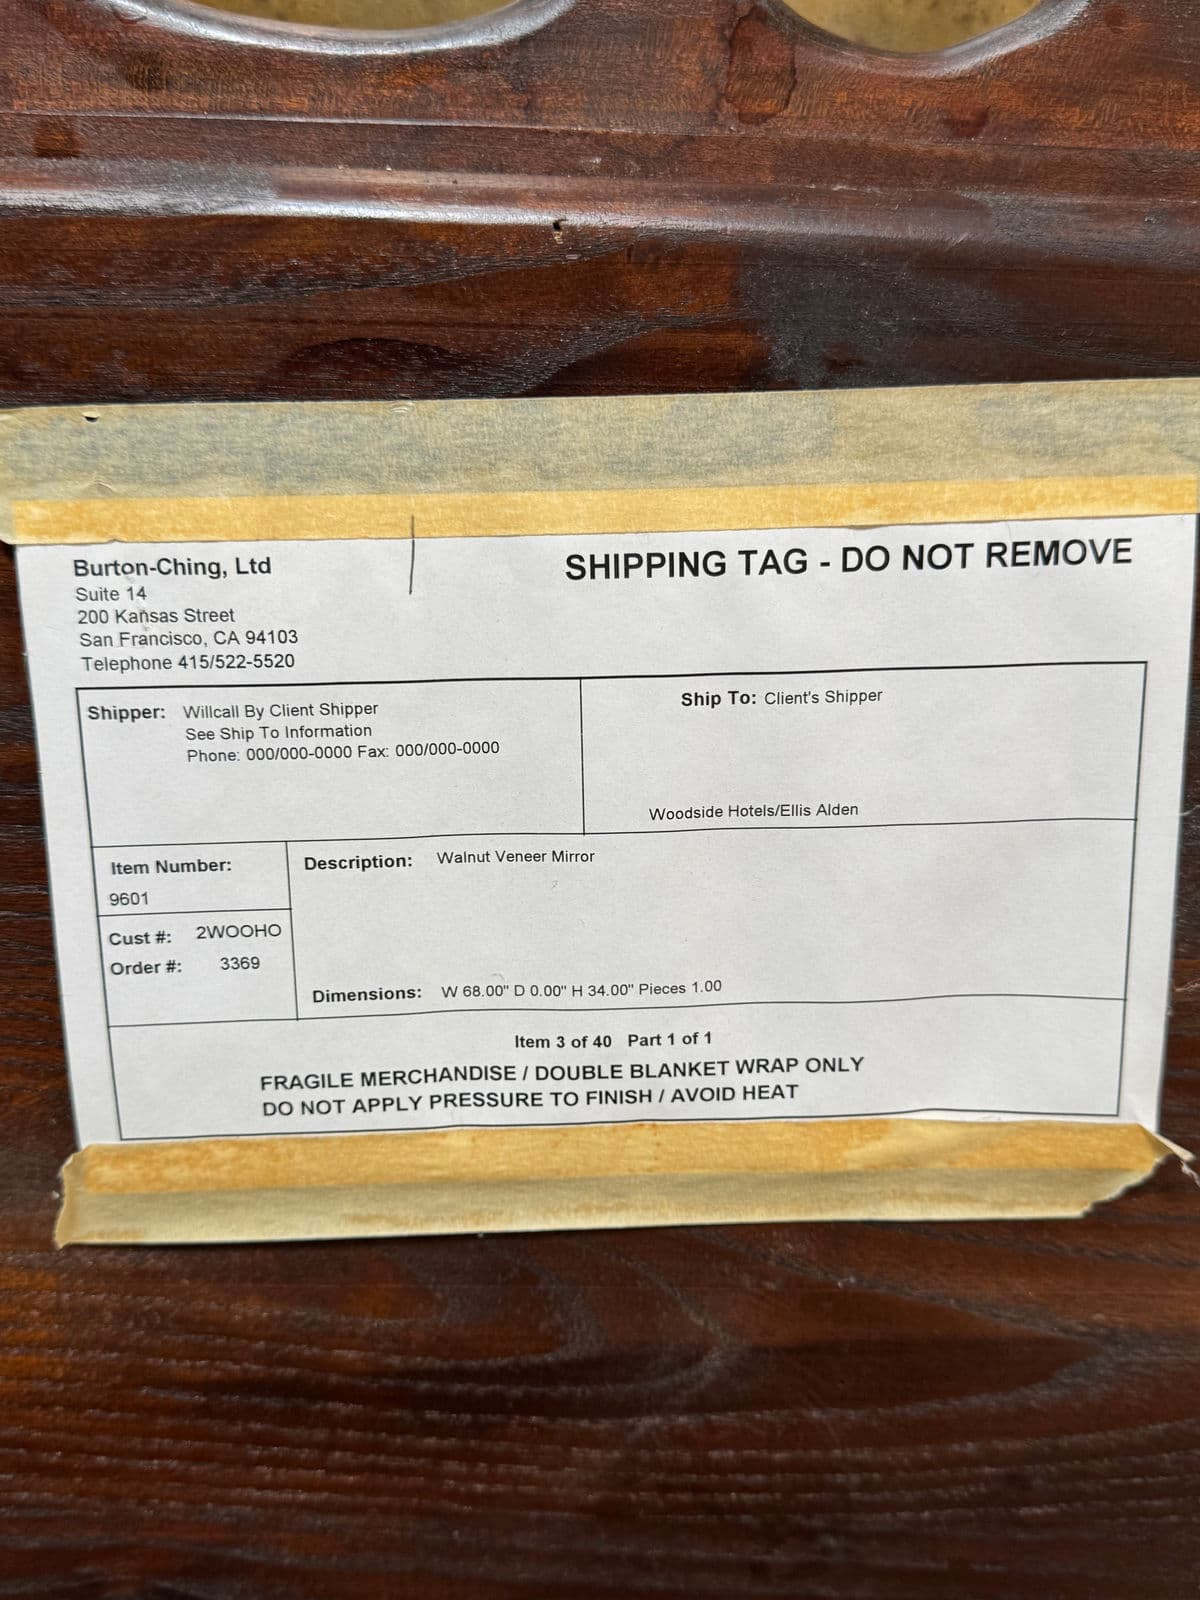 Burton-Ching, Ltd
Suite 14
200 Kansas Street
San Francisco, CA 94103
Telephone 415/522-5520
SHIPPING TAG - DO NOT REMOVE
Shipper: Willcall By Client Shipper
See Ship To Information
Phone: 000/000-0000 Fax: 000/000-0000
Ship To: Client's Shipper
Woodside Hotels/Ellis Alden
Item Number:
9601
Cust #: 2WOOHO
Order #: 3369
Description: Walnut Veneer Mirror
Dimensions: W 68.00" D 0.00" H 34.00" Pieces 1.00
Item 3 of 40 Part 1 of 1
FRAGILE MERCHANDISE / DOUBLE BLANKET WRAP ONLY
DO NOT APPLY PRESSURE TO FINISH / AVOID HEAT